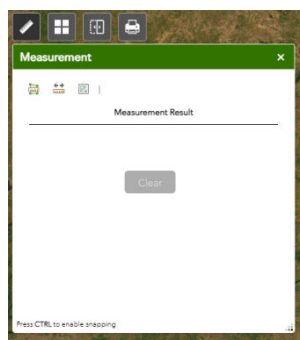 Measurement
Measurement Result
Clear
Press CTRL to enable snapping